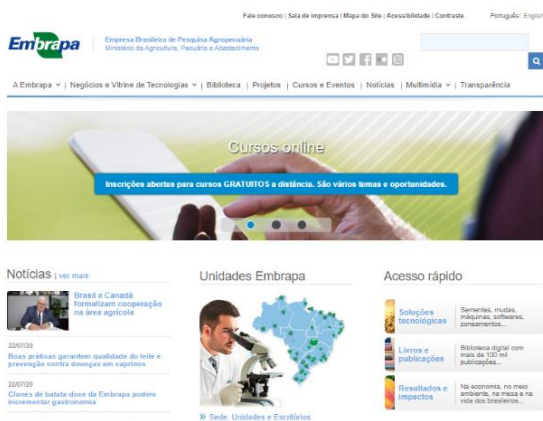 Fale conosco | Sala de imprensa | Mapa do Site | Acessibilidade | Contraste
Português English
Embrapa
Empresa Brasileira de Pesquisa Agropecuária
Ministério da Agricultura, Pecuária e Abastecimento
A Embrapa | Negócios e Vitrine de Tecnologias | Biblioteca | Projetos | Cursos e Eventos | Notícias | Multimídia | Transparência
Cursos online
Inscrições abertas para cursos GRATUITOS a distância. São vários temas e oportunidades.
Notícias | ver mais
Brasil e Canadá
formalizam cooperação
na área agrícola
22/07/20
Boas práticas garantem qualidade do leite e
prevenção contra doenças em caprinos
22/07/20
Clones de batata-doce da Embrapa podem
incrementar gastronomia
Unidades Embrapa
Sede, Unidades e Escritórios
Acesso rápido
Soluções
tecnológicas
Sementes, mudas,
máquinas, softwares,
zoneamentos...
Livros e
publicações
Biblioteca digital com
mais de 100 mil
publicações...
Resultados e
impactos
Na economia, no meio
ambiente, na mesa e na
vida dos brasileiros...